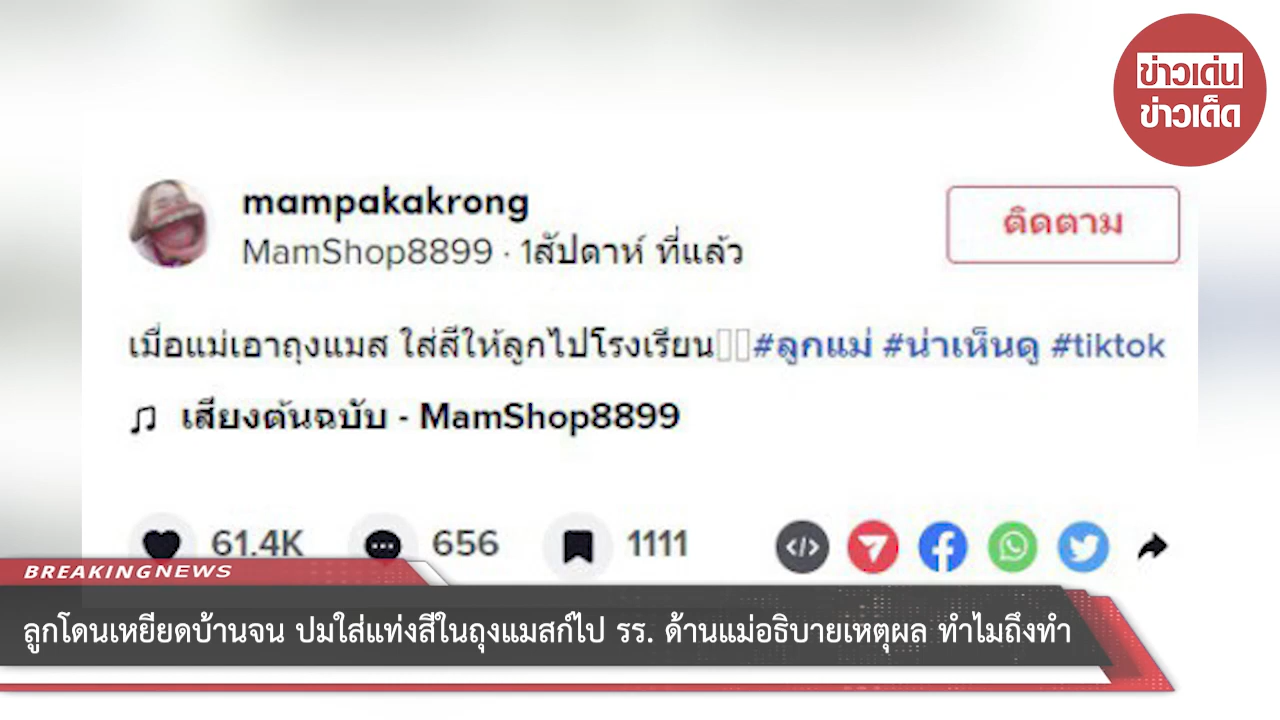 ข่าวเด่น
ข่าวเด็ด
mampakakrong
MamShop8899 · 1สัปดาห์ ที่แล้ว
ติดตาม
เมื่อแม่เอาถุงแมส ใส่สีให้ลูกไปโรงเรียน▯▯#ลูกแม่ #น่าเห็นดู #tiktok
เสียงต้นฉบับ - MamShop8899
61.4K 656 1111
BREAKINGNEWS
ลูกโดนเหยียดบ้านจน ปมใส่แท่งสีในถุงแมสก์ไป รร. ด้านแม่อธิบายเหตุผล ทำไมถึงทำ